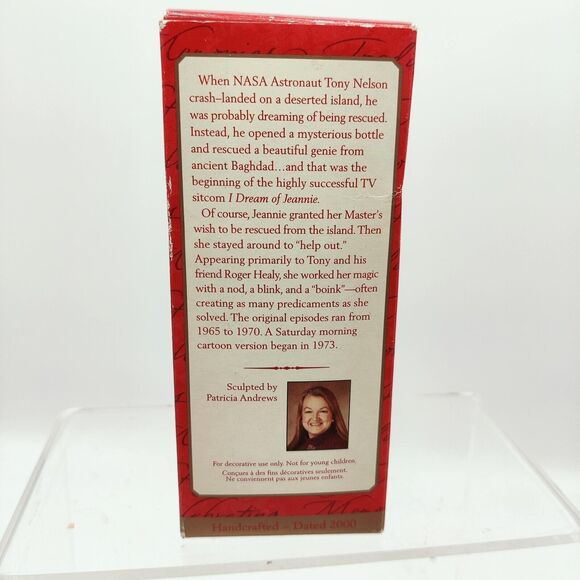 When NASA Astronaut Tony Nelson
crash–landed on a deserted island, he
was probably dreaming of being rescued.
Instead, he opened a mysterious bottle
and rescued a beautiful genie from
ancient Baghdad...and that was the
beginning of the highly successful TV
sitcom I Dream of Jeannie.
Of course, Jeannie granted her Master's
wish to be rescued from the island. Then
she stayed around to "help out."
Appearing primarily to Tony and his
friend Roger Healy, she worked her magic
with a nod, a blink, and a "boink"—often
creating as many predicaments as she
solved. The original episodes ran from
1965 to 1970. A Saturday morning
cartoon version began in 1973.
Sculpted by
Patricia Andrews
For decorative use only. Not for young children.
Conçues à des fins décoratives seulement.
Ne conviennent pas aux jeunes enfants.
Handcrafted – Dated 2000